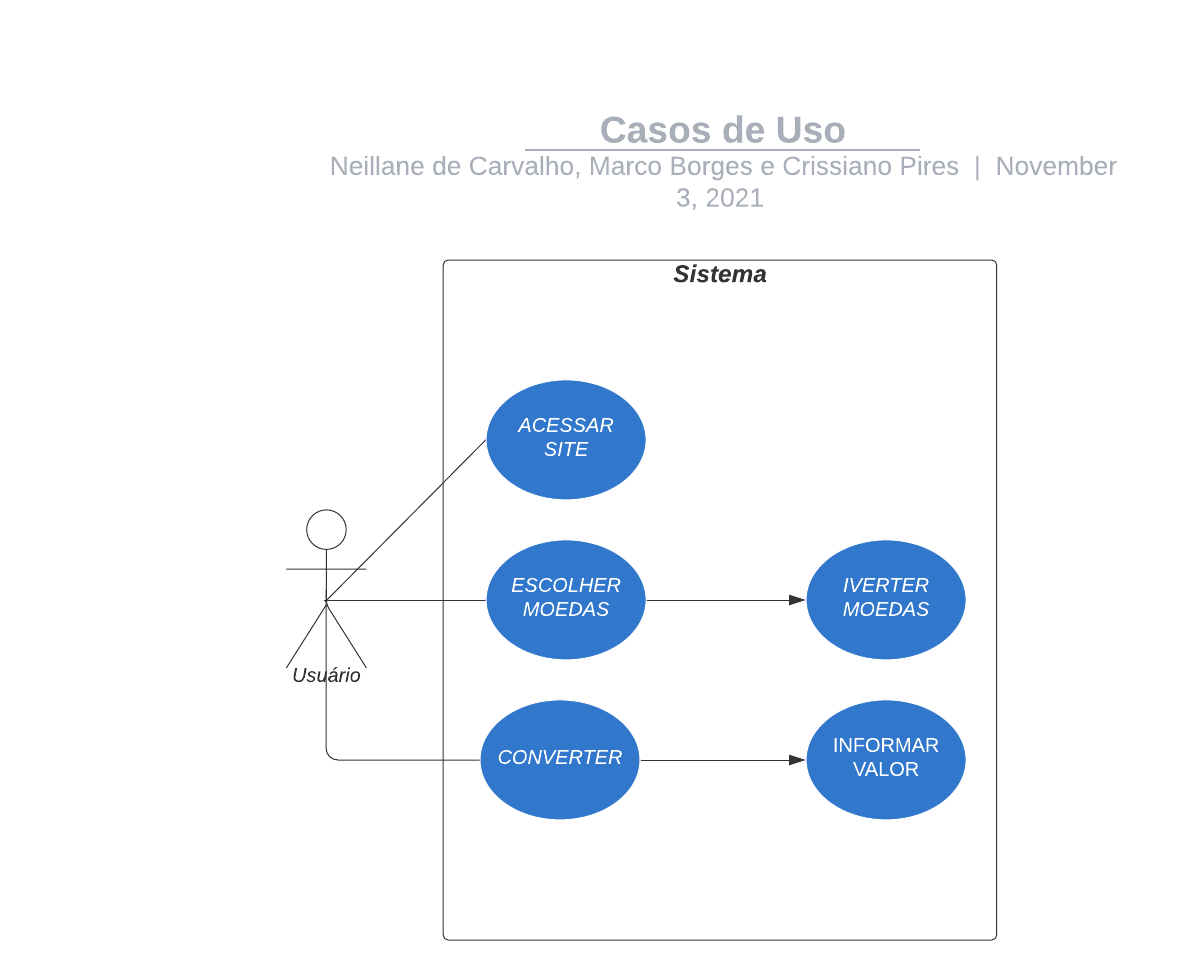 Casos de Uso
Neillane de Carvalho, Marco Borges e Crissiano Pires | November
3, 2021
Sistema
ACESSAR
SITE
ESCOLHER
MOEDAS
IVERTER
MOEDAS
Usuário
CONVERTER
INFORMAR
VALOR